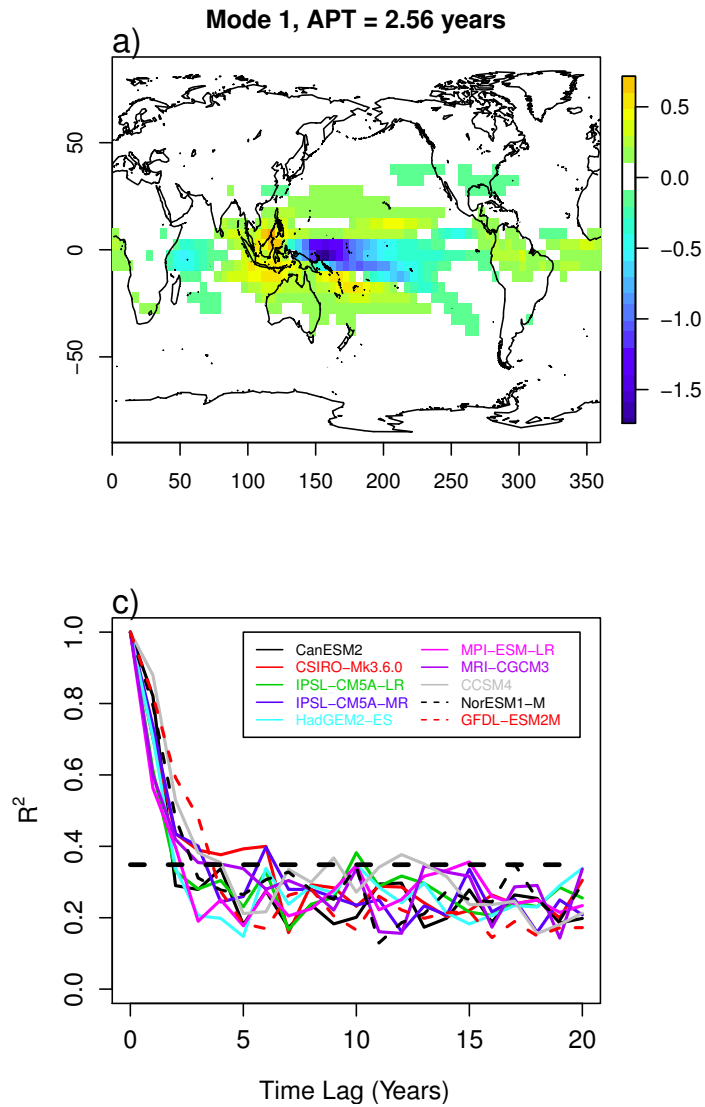 Mode 1, APT = 2.56 years
a)
50
0
−50
0 50 100 150 200 250 300 350
0.5
0.0
−0.5
−1.0
−1.5
c)
1.0
0.8
0.6
0.4
0.2
0.0
R²
CanESM2
CSIRO−Mk3.6.0
IPSL−CM5A−LR
IPSL−CM5A−MR
HadGEM2−ES
MPI−ESM−LR
MRI−CGCM3
CCSM4
NorESM1−M
GFDL−ESM2M
0 5 10 15 20
Time Lag (Years)